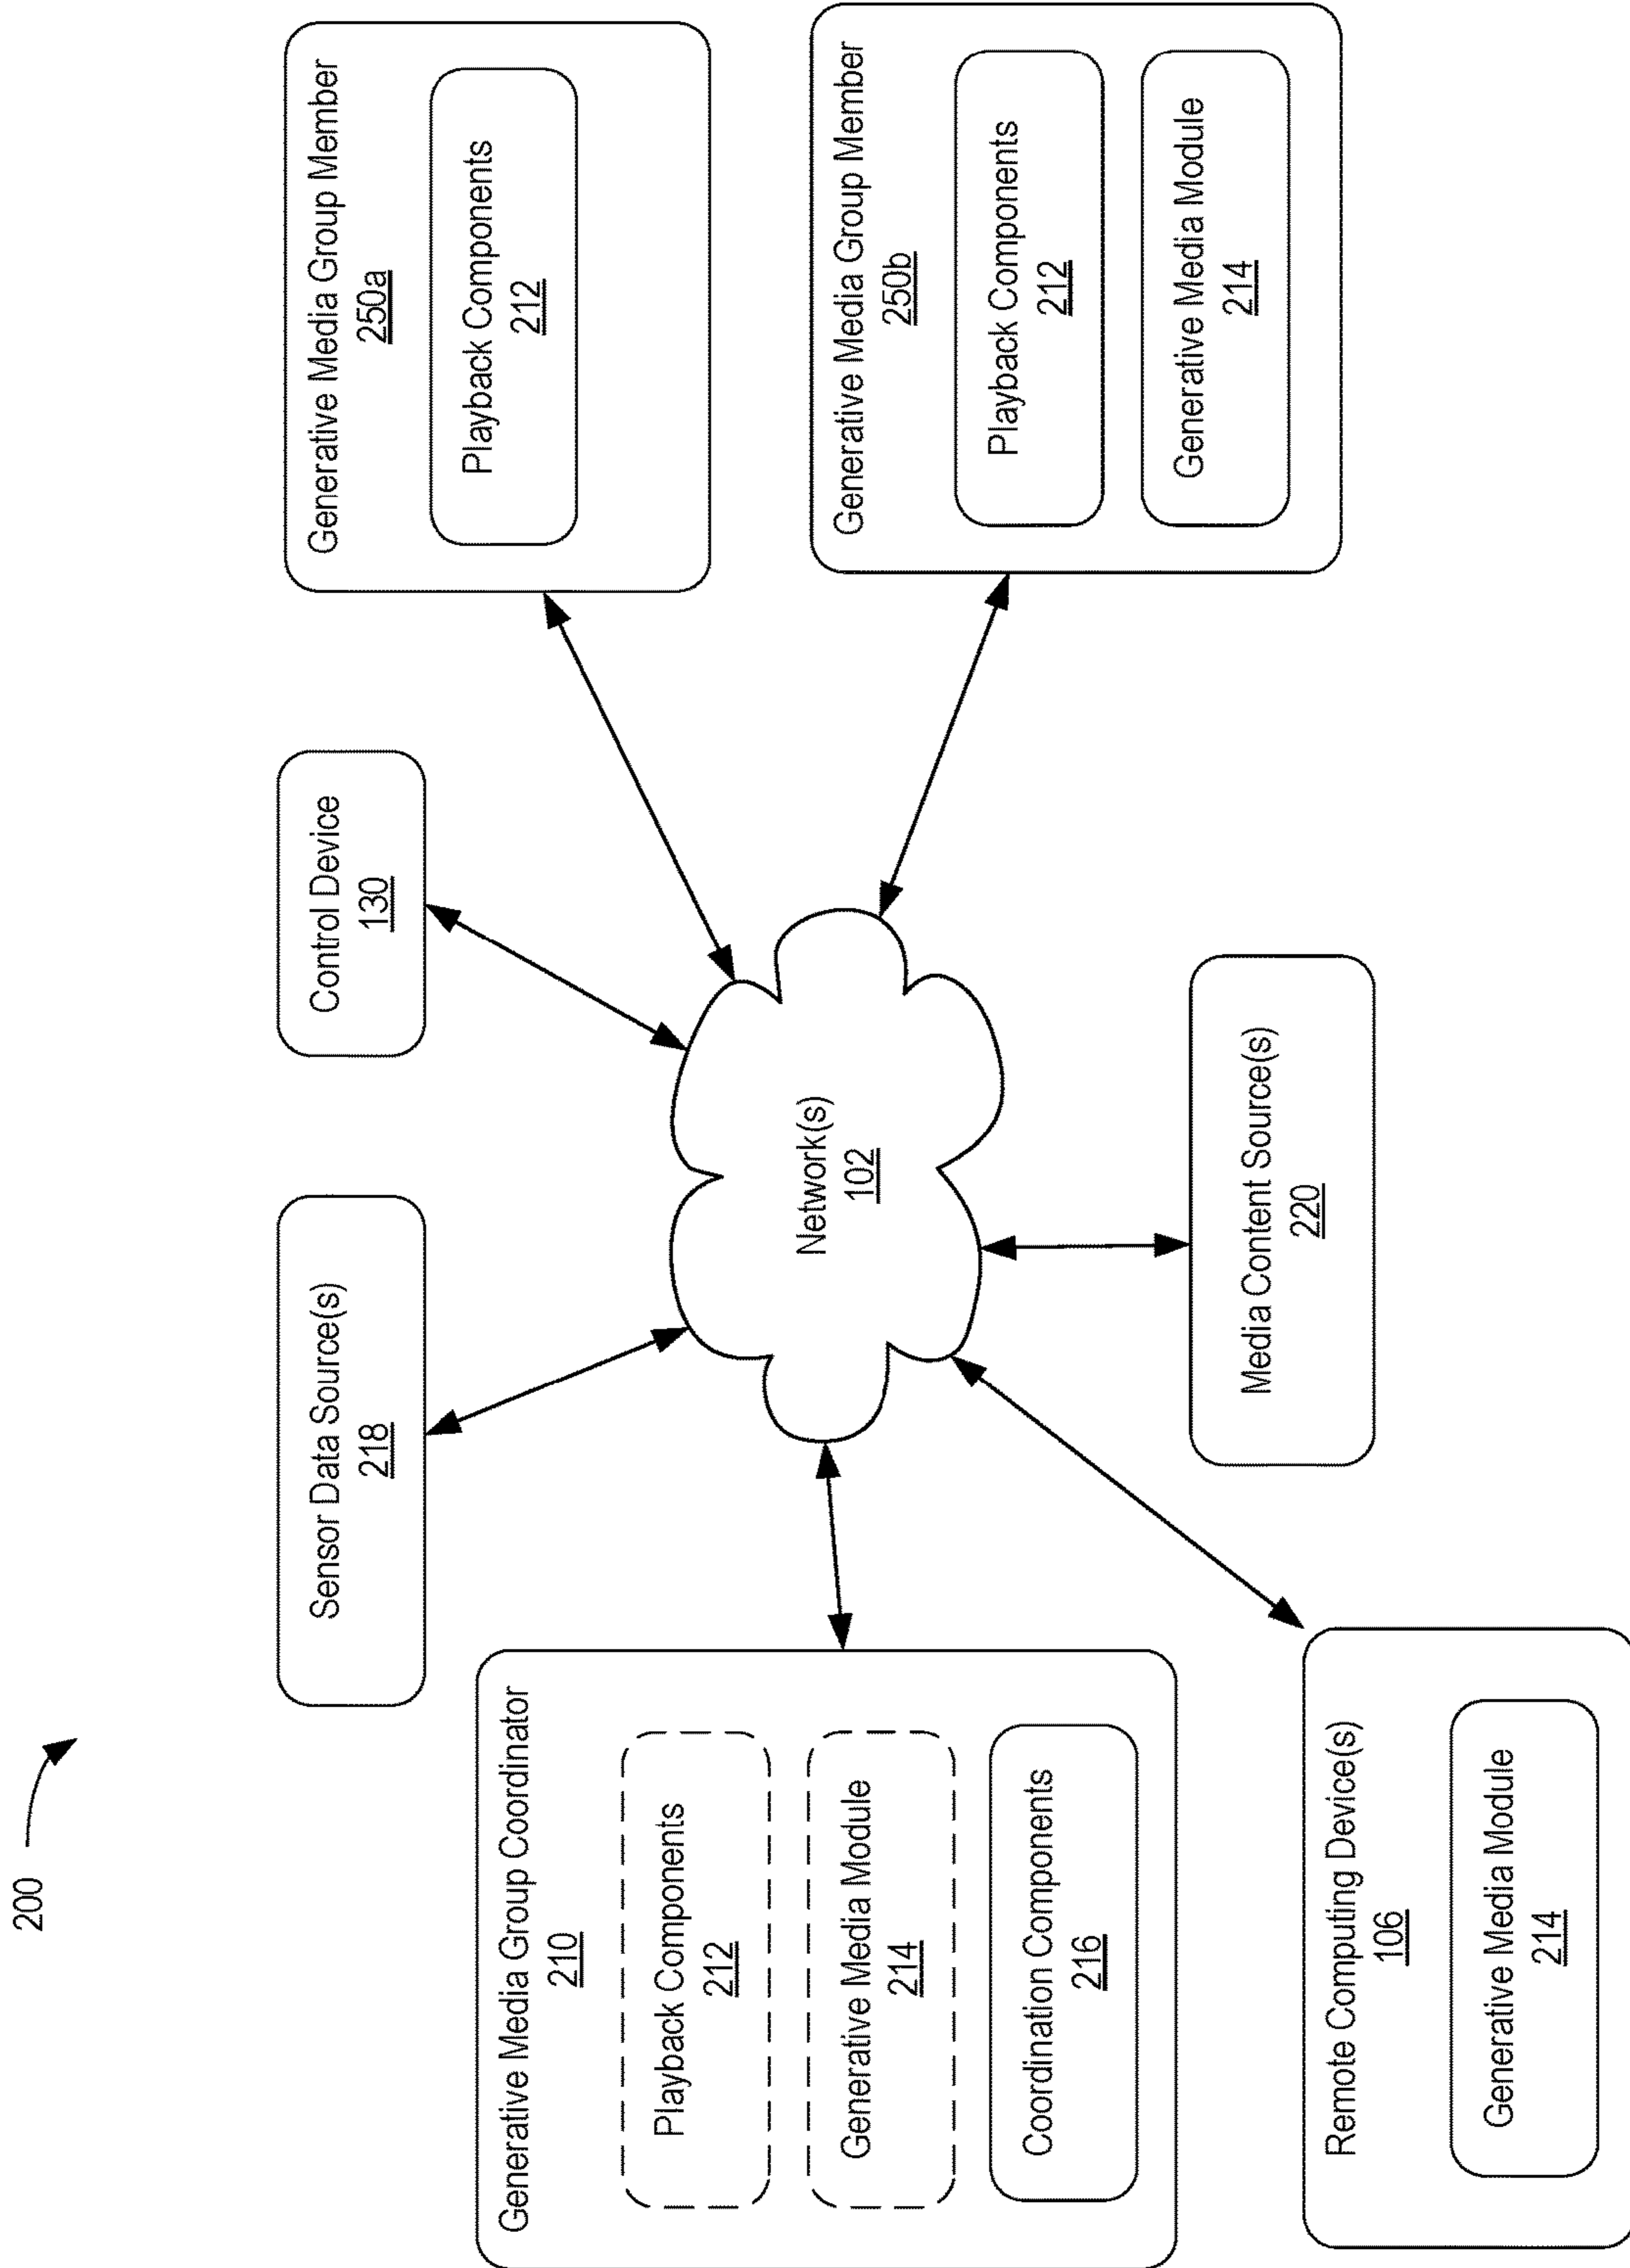 200
Generative Media Group Coordinator
210
Playback Components
212
Generative Media Module
214
Coordination Components
216
Remote Computing Device(s)
106
Generative Media Module
214
Sensor Data Source(s)
218
Control Device
130
Network(s)
102
Media Content Source(s)
220
Generative Media Group Member
250a
Playback Components
212
Generative Media Group Member
250b
Playback Components
212
Generative Media Module
214